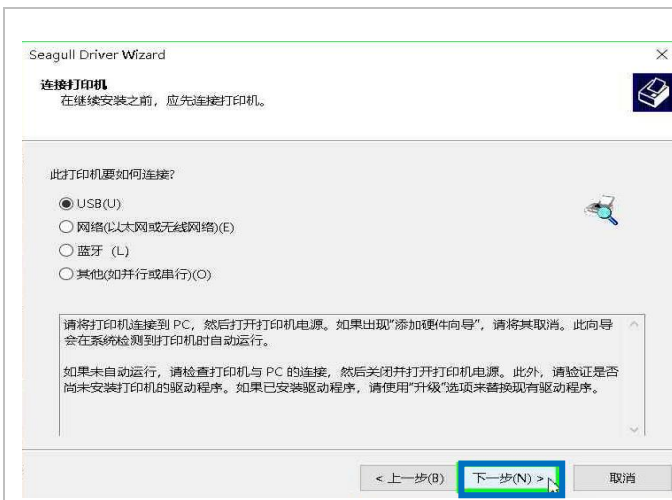 Seagull Driver Wizard
连接打印机
在继续安装之前，应先连接打印机。
此打印机要如何连接?
USB(U)
网络(以太网或无线网络)(E)
蓝牙 (L)
其他(如并行或串行)(O)
请将打印机连接到 PC，然后打开打印机电源。如果出现“添加硬件向导”，请将其取消。此向导
会在系统检测到打印机时自动运行。
如果未自动运行，请检查打印机与 PC 的连接，然后关闭并打开打印机电源。此外，请验证是否
尚未安装打印机的驱动程序。如果已安装驱动程序，请使用“升级”选项来替换现有驱动程序。
< 上一步(B) 下一步(N) > 取消